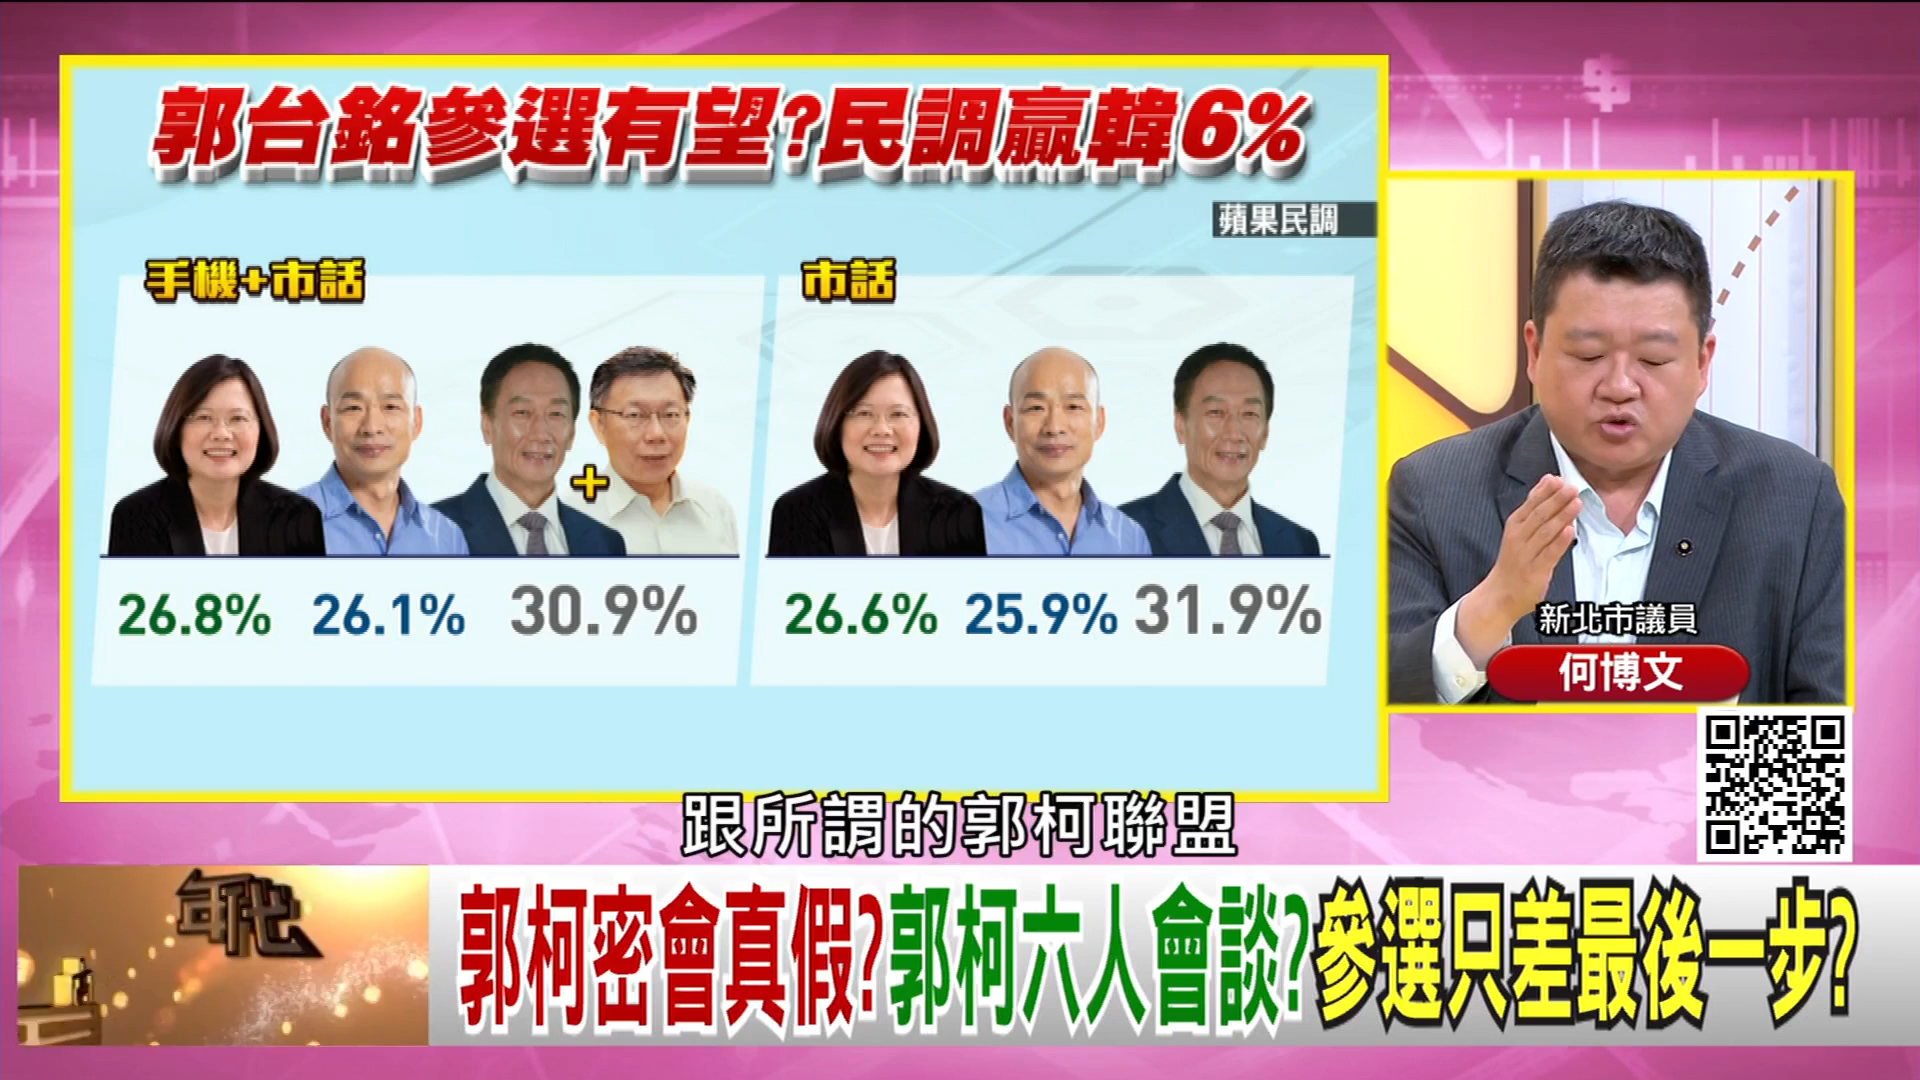 郭台銘參選有望?民調贏韓6%
蘋果民調
手機+市話
市話
+
26.8% 26.1% 30.9%
26.6% 25.9% 31.9%
新北市議員
何博文
跟所謂的郭柯聯盟
年代
郭柯密會真假?郭柯六人會談?參選只差最後一步?